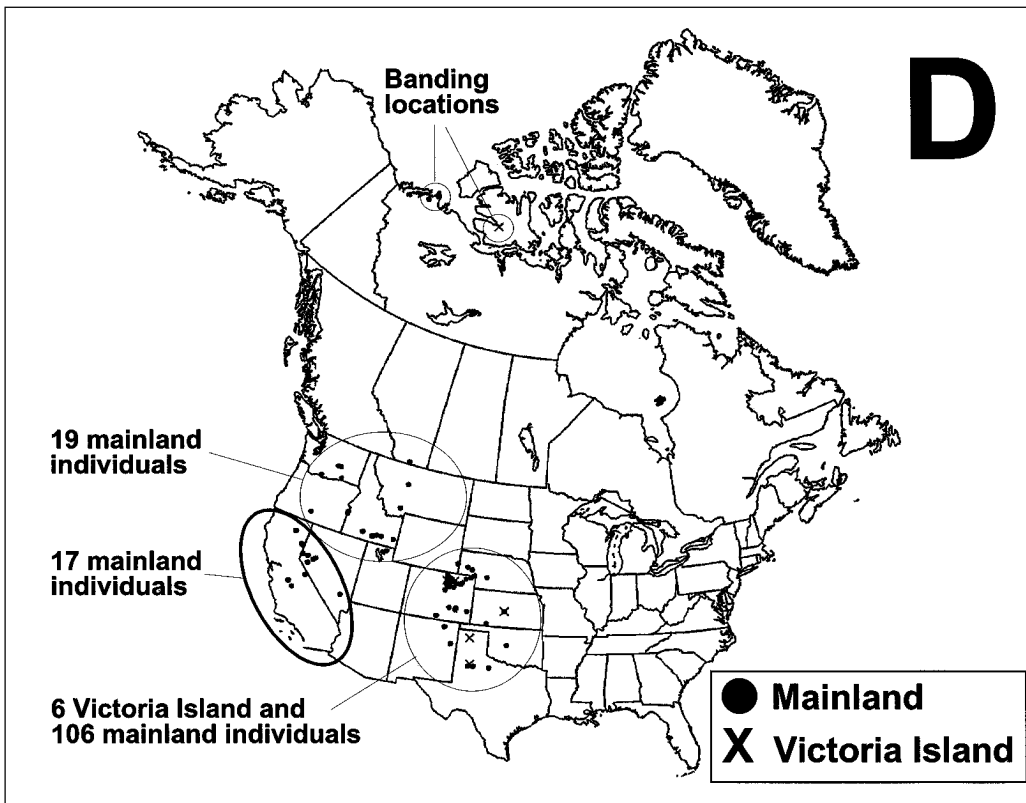 D
Banding
locations
19 mainland
individuals
17 mainland
individuals
6 Victoria Island and
106 mainland individuals
Mainland
X Victoria Island